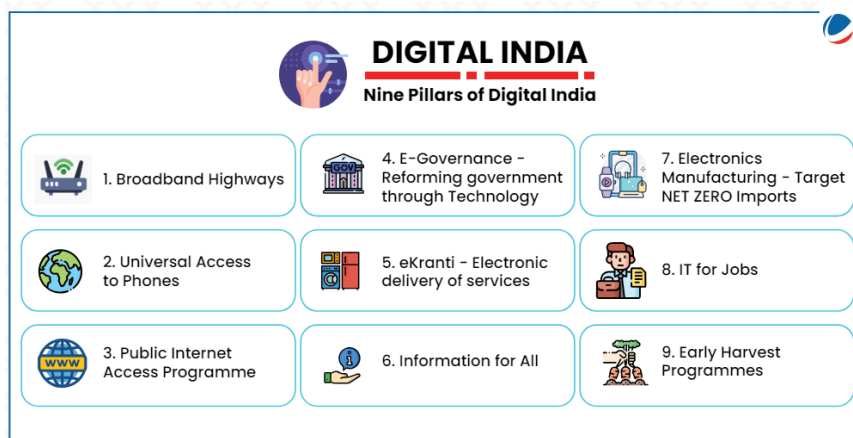 DIGITAL INDIA
Nine Pillars of Digital India
1. Broadband Highways
2. Universal Access
to Phones
WWW
3. Public Internet
Access Programme
GOV
4. E-Governance -
Reforming government
through Technology
5. eKranti - Electronic
delivery of services
6. Information for All
7. Electronics
Manufacturing - Target
NET ZERO Imports
8. IT for Jobs
9. Early Harvest
Programmes